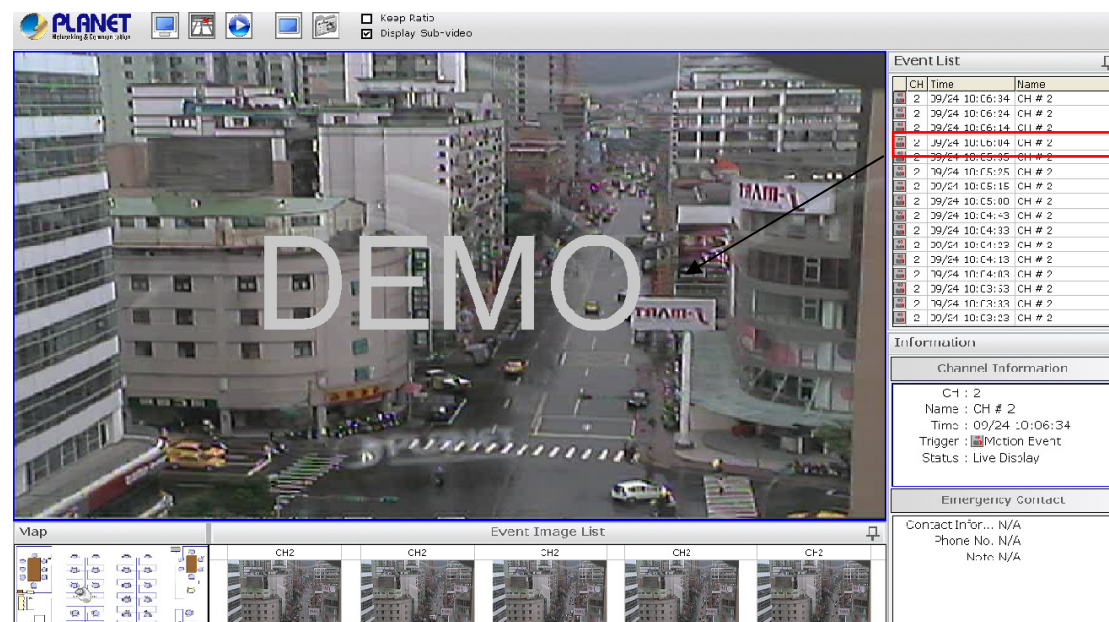 PLANET
Networking & Communication
Keep Ratio
Display Sub-video
DEMO
Event List
CH Time Name
2 09/24 10:06:34 CH # 2
2 09/24 10:06:24 CH # 2
2 09/24 10:06:14 CH # 2
2 09/24 10:06:04 CH # 2
2 09/24 CH # 2
2 09/24 10:05:25 CH # 2
2 09/24 10:05:15 CH # 2
2 09/24 10:05:00 CH # 2
2 09/24 10:04:43 CH # 2
2 09/24 10:04:33 CH # 2
2 09/24 10:04:23 CH # 2
2 09/24 10:04:13 CH # 2
2 09/24 10:04:03 CH # 2
2 09/24 10:03:53 CH # 2
2 09/24 10:03:33 CH # 2
2 09/24 10:03:23 CH # 2
Information
Channel Information
CH : 2
Name : CH # 2
Time : 09/24 10:06:34
Trigger : Motion Event
Status : Live Display
Emergency Contact
Contact Infor... N/A
Phone No. N/A
Note N/A
Map
Event Image List
CH2 CH2 CH2 CH2 CH2